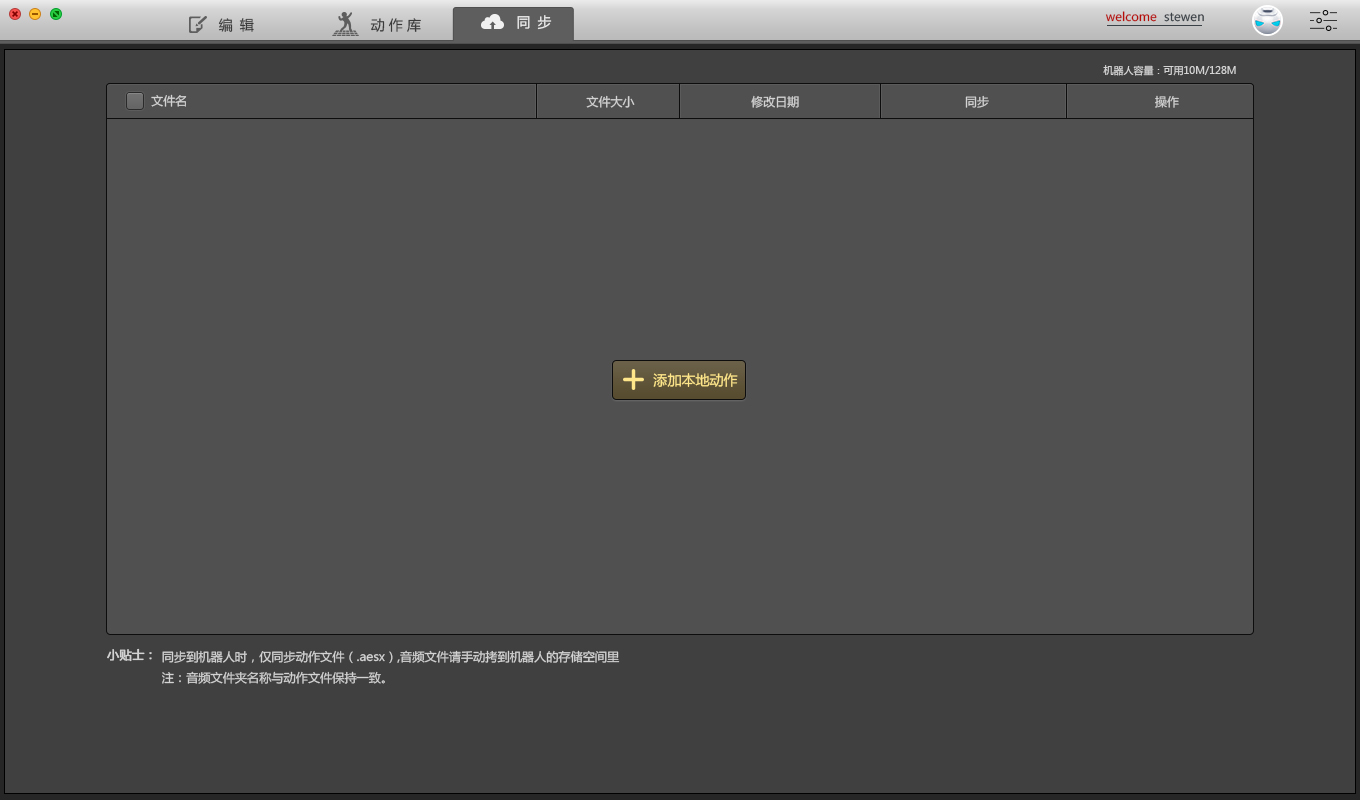 编辑
动作库
同步
welcome stewen
机器人容量：可用10M/128M
文件名
文件大小
修改日期
同步
操作
添加本地动作
小贴士： 同步到机器人时，仅同步动作文件（.aesx）,音频文件请手动拷到机器人的存储空间里
注：音频文件夹名称与动作文件保持一致。